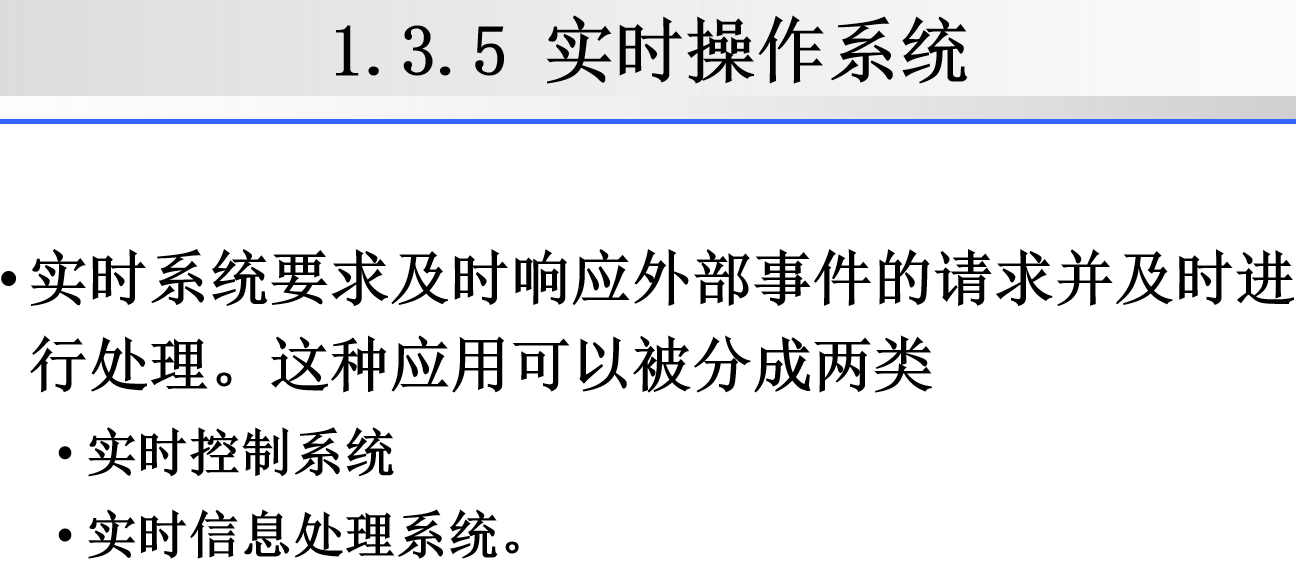 1.3.5 实时操作系统
•实时系统要求及时响应外部事件的请求并及时进
行处理。这种应用可以被分成两类
•实时控制系统
•实时信息处理系统。